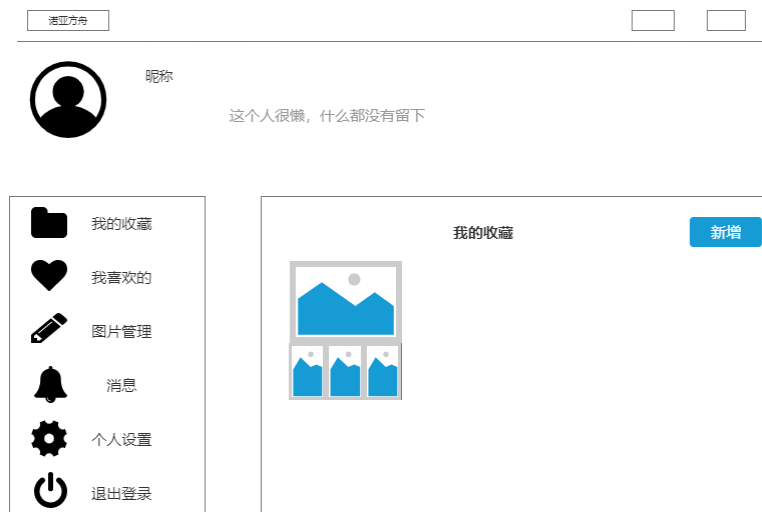 诺亚方舟
昵称
这个人很懒，什么都没有留下
我的收藏
我喜欢的
图片管理
消息
个人设置
退出登录
我的收藏
新增